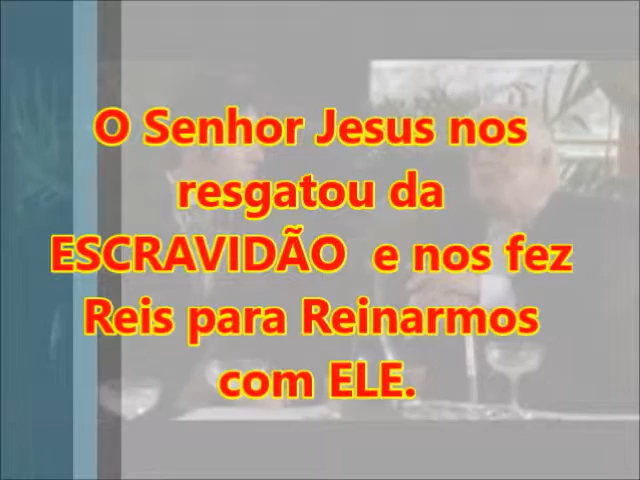 O Senhor Jesus nos
resgatou da
ESCRAVIDÃO e nos fez
Reis para Reinarmos
com ELE.